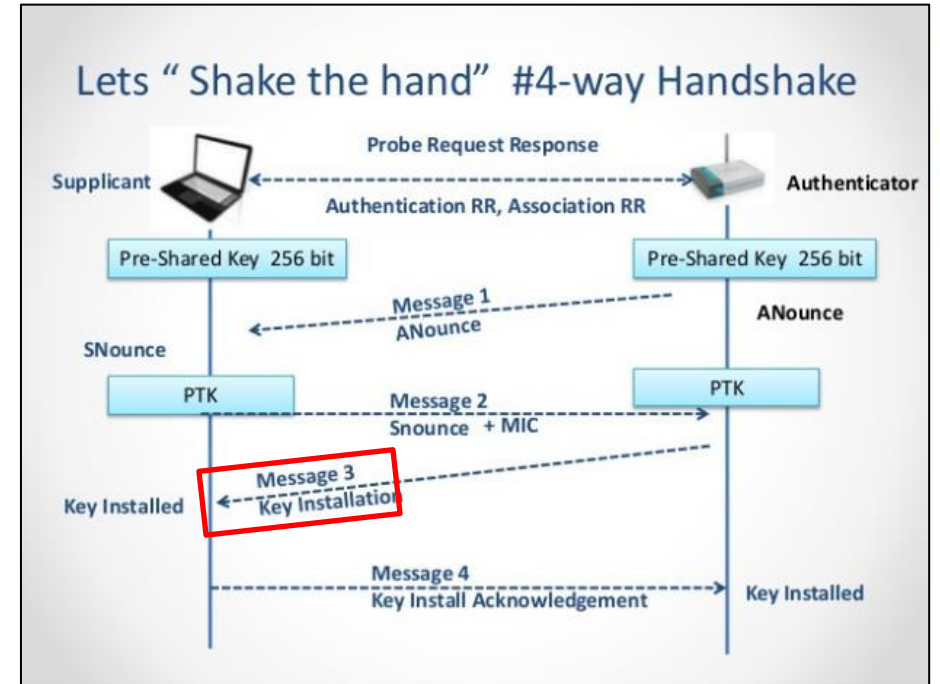 Lets “ Shake the hand” #4-way Handshake
Probe Request Response
Supplicant
Authenticator
Authentication RR, Association RR
Pre-Shared Key 256 bit
Pre-Shared Key 256 bit
Message 1
ANounce
ANounce
SNounce
PTK
PTK
Message 2
Snounce + MIC
Message 3
Key Installation
Key Installed
Message 4
Key Install Acknowledgement
Key Installed